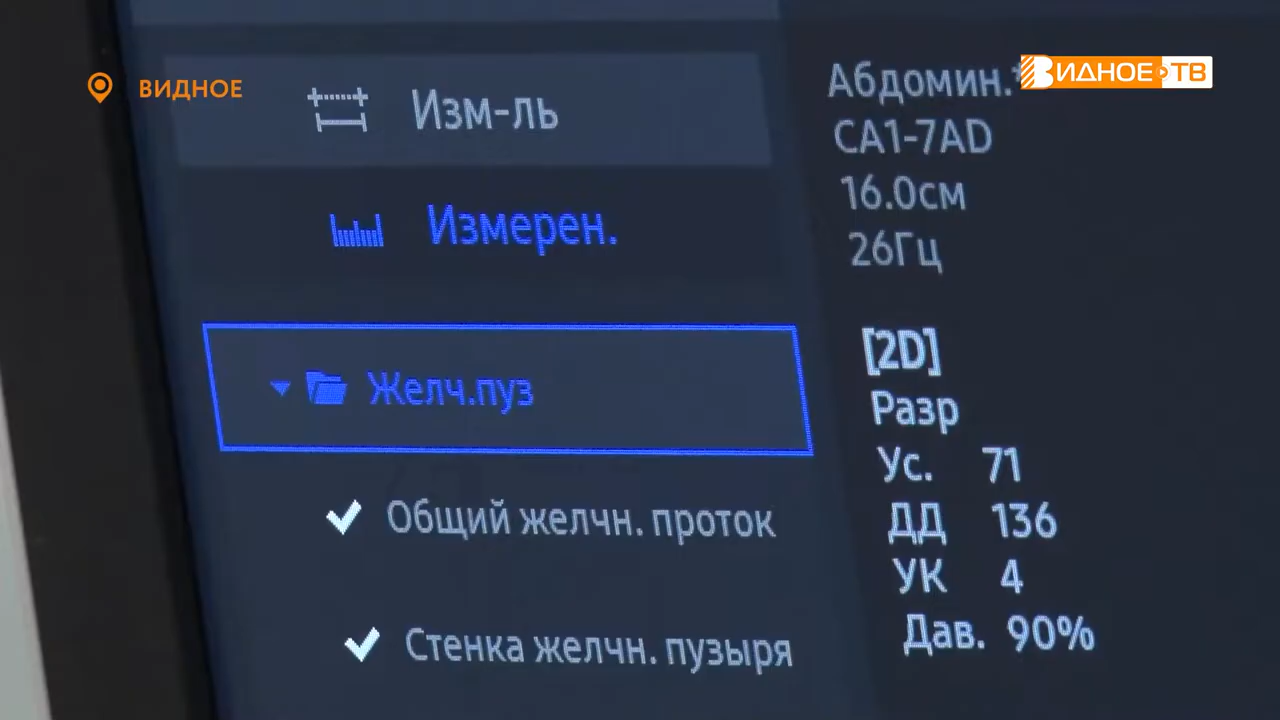 ВИДНОЕ
ВИДНОЕ ТВ
Изм-ль
Измерен.
Желч.пуз
Общий желчн. проток
Стенка желчн. пузыря
Абдомин.
CA1-7AD
16.0см
26Гц
[2D]
Разр
Ус. 71
ДД 136
УК 4
Дав. 90%